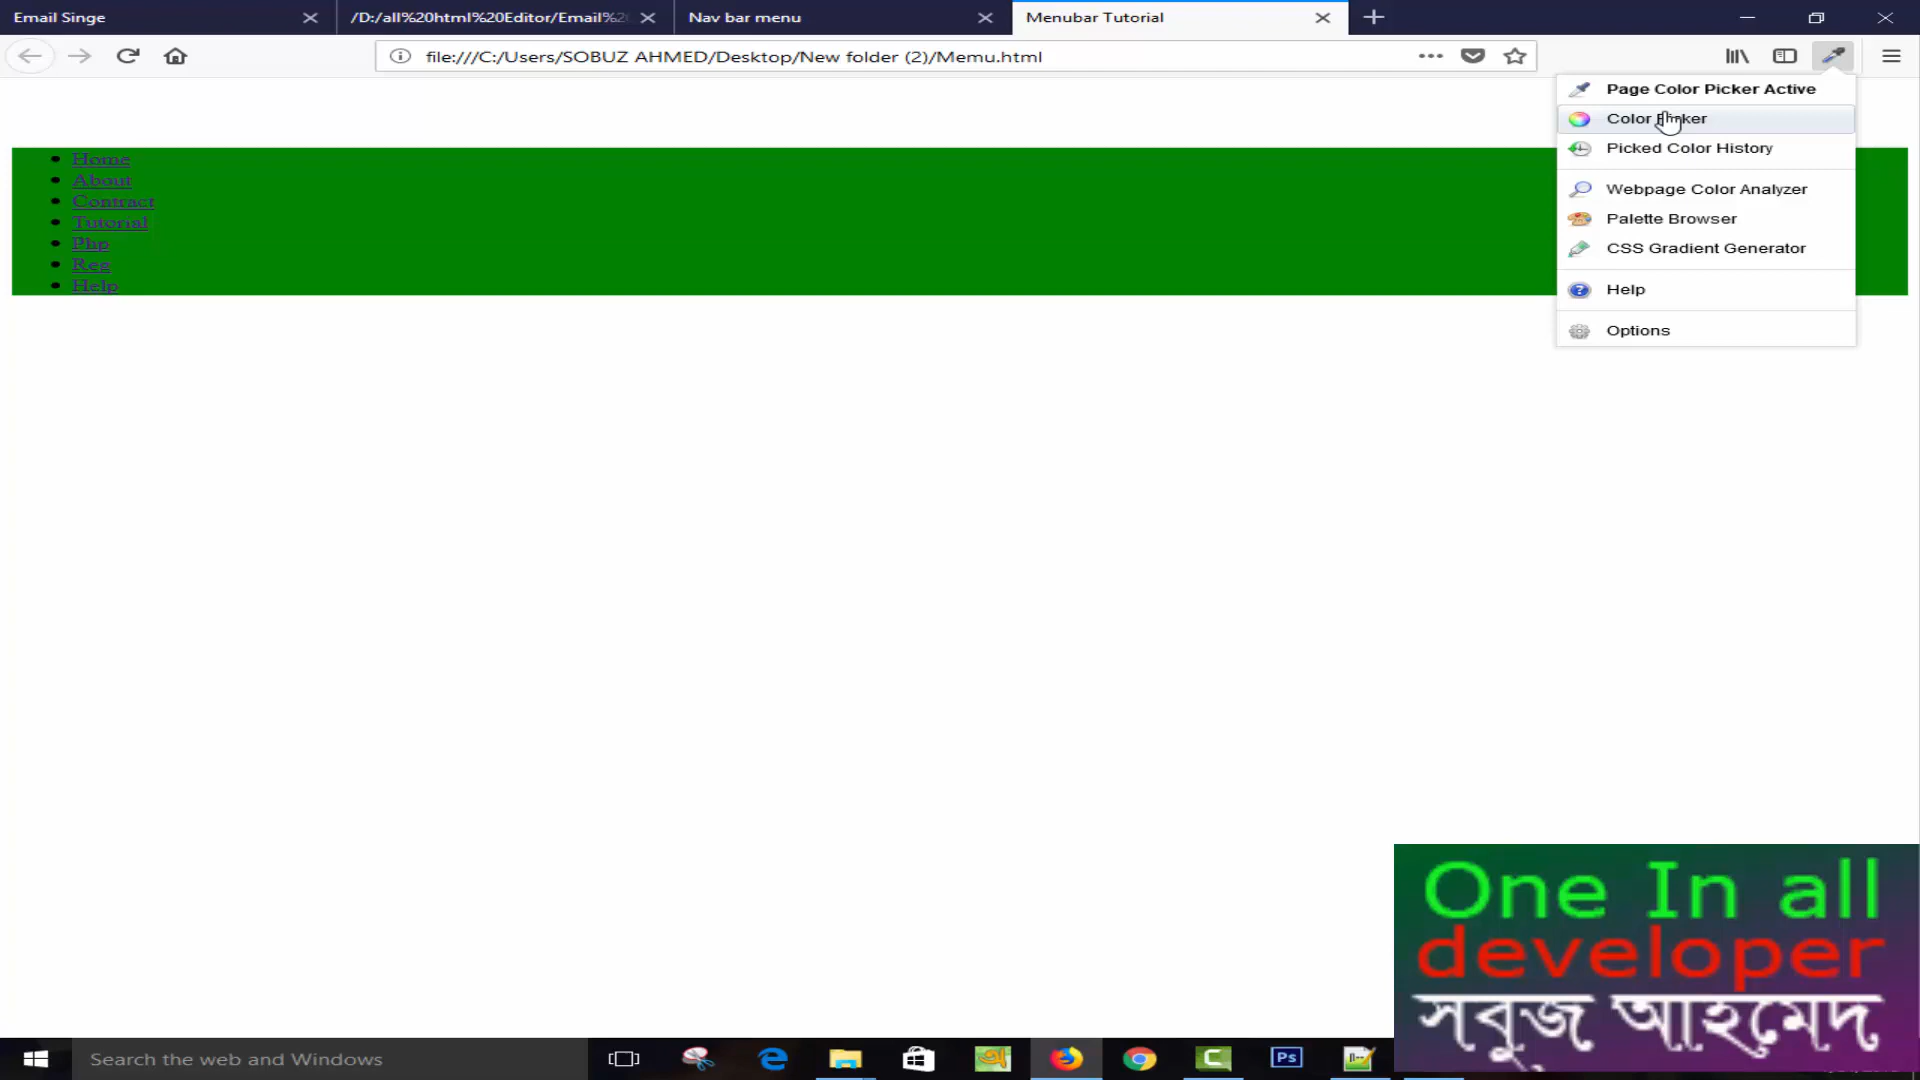 Email Singe
/D:/all%20html%20Editor/Email%2
Nav bar menu
Menubar Tutorial
file:///C:/Users/SOBUZ AHMED/Desktop/New folder (2)/Memu.html
Page Color Picker Active
Color Picker
Picked Color History
Webpage Color Analyzer
Palette Browser
CSS Gradient Generator
Help
Options
Home
About
Contract
Tutorial
Php
Reg
Help
One In all
developer
সবুজ আহমেদ
Search the web and Windows
Ps